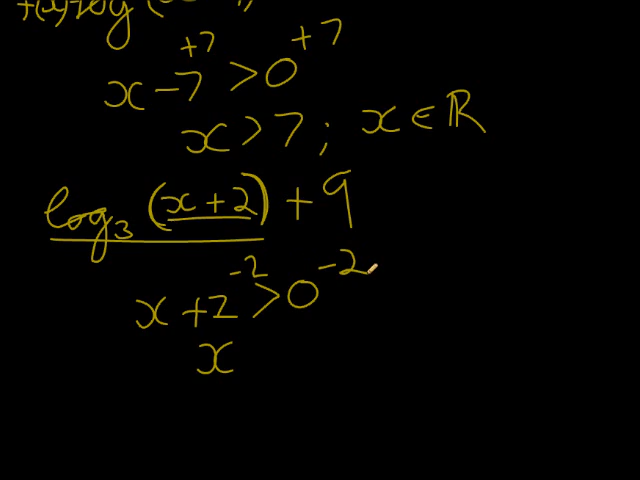 x - 7 +7 > 0 +7
x > 7 ; x ∈ ℝ
log₃ (x + 2) + 9
x + 2 -2 > 0 -2
x